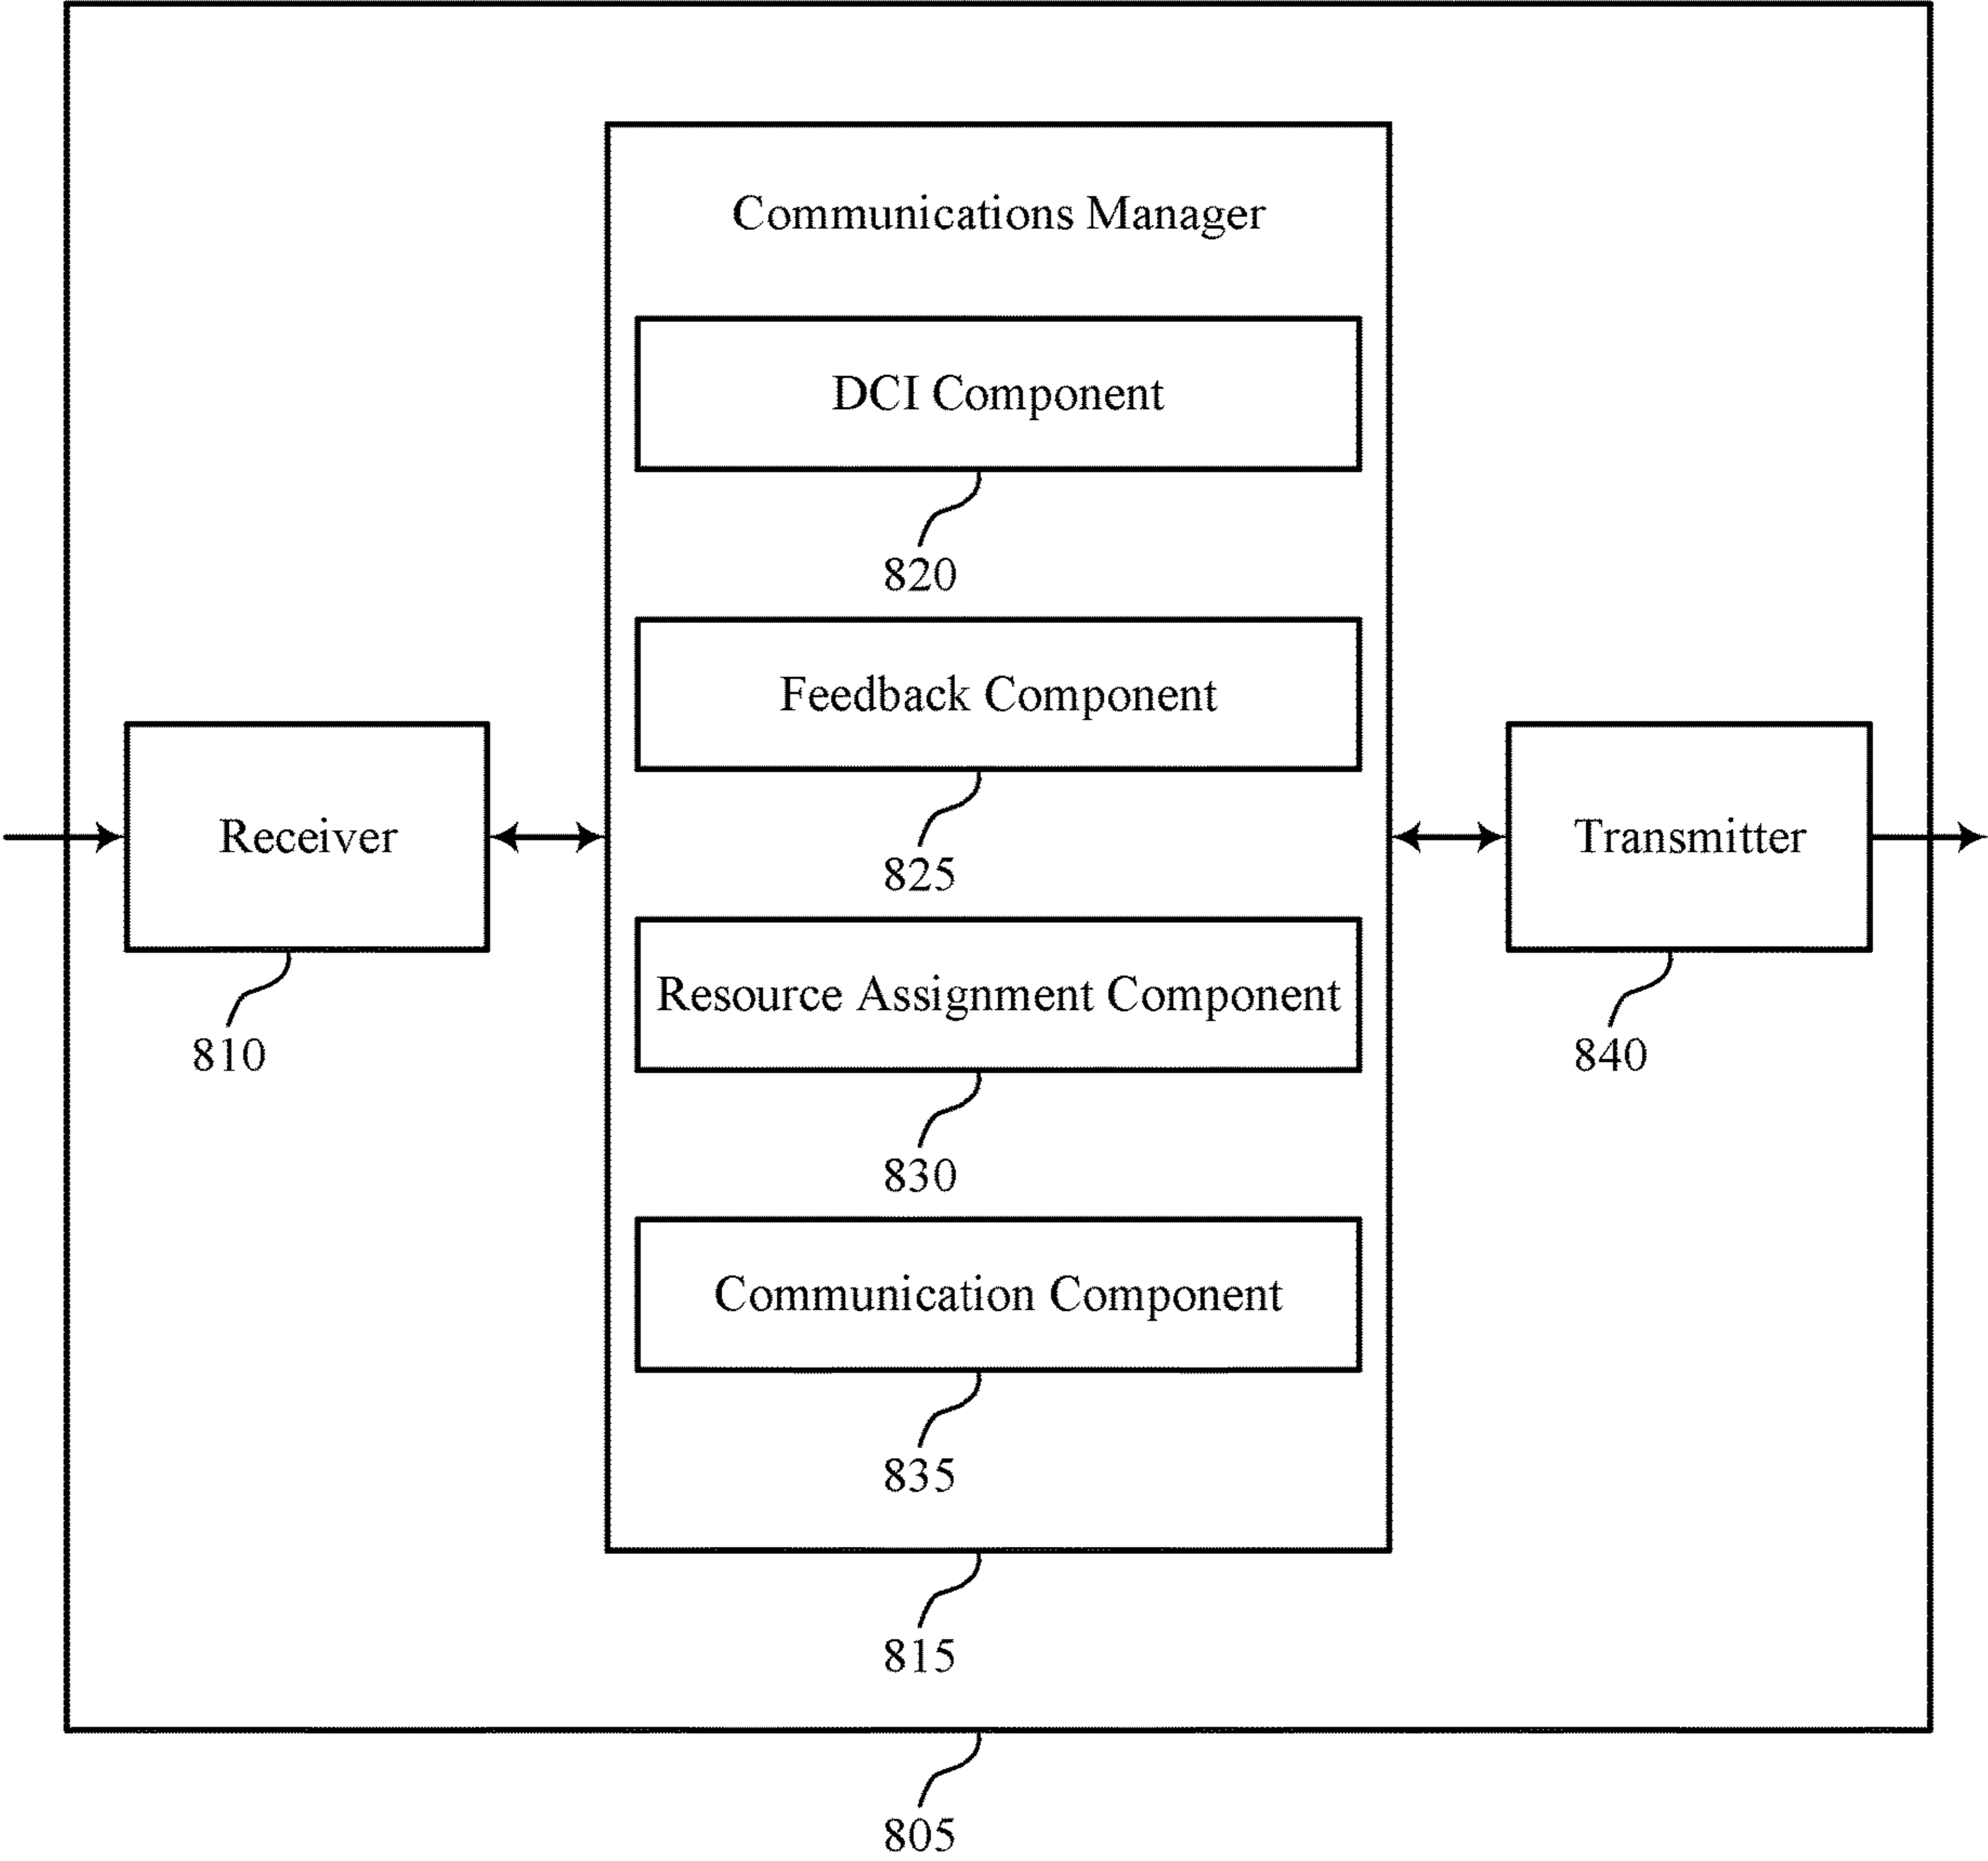 Communications Manager
DCI Component
820
Feedback Component
825
Receiver
810
Transmitter
840
Resource Assignment Component
830
Communication Component
835
815
805